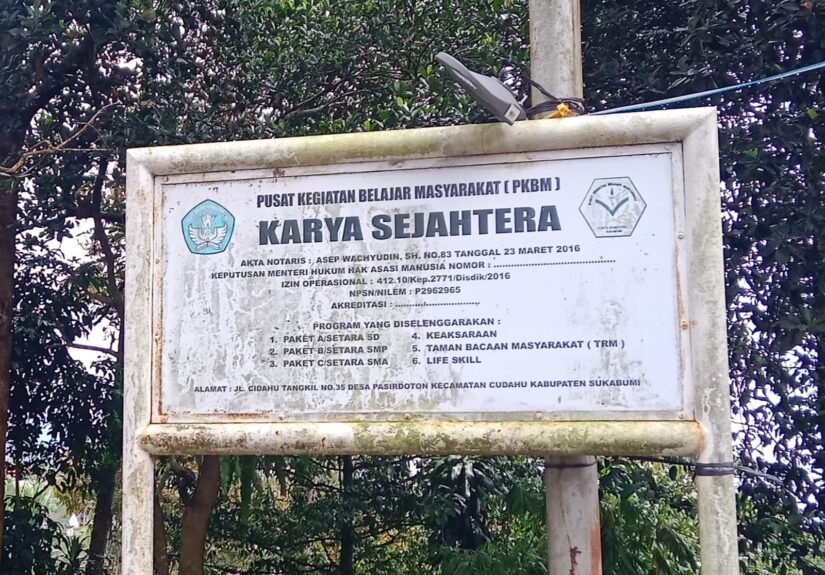 PUSAT KEGIATAN BELAJAR MASYARAKAT ( PKBM )
KARYA SEJAHTERA
AKTA NOTARIS : ASEP WACHYUDIN, SH. NO.83 TANGGAL 23 MARET 2016
KEPUTUSAN MENTERI HUKUM HAK ASASI MANUSIA NOMOR : ..............................
IZIN OPERASIONAL : 412.10/Kep.2771/Disdik/2016
NPSN/NILEM : P2962965
AKREDITASI : ..............................
PROGRAM YANG DISELENGGARAKAN :
1. PAKET A/SETARA SD
2. PAKET B/SETARA SMP
3. PAKET C/SETARA SMA
4. KEAKSARAAN
5. TAMAN BACAAN MASYARAKAT ( TRM )
6. LIFE SKILL
ALAMAT : JL. CIDAHU TANGKIL NO.35 DESA PASIRDOTON KECAMATAN CUDAHU KABUPATEN SUKABUMI